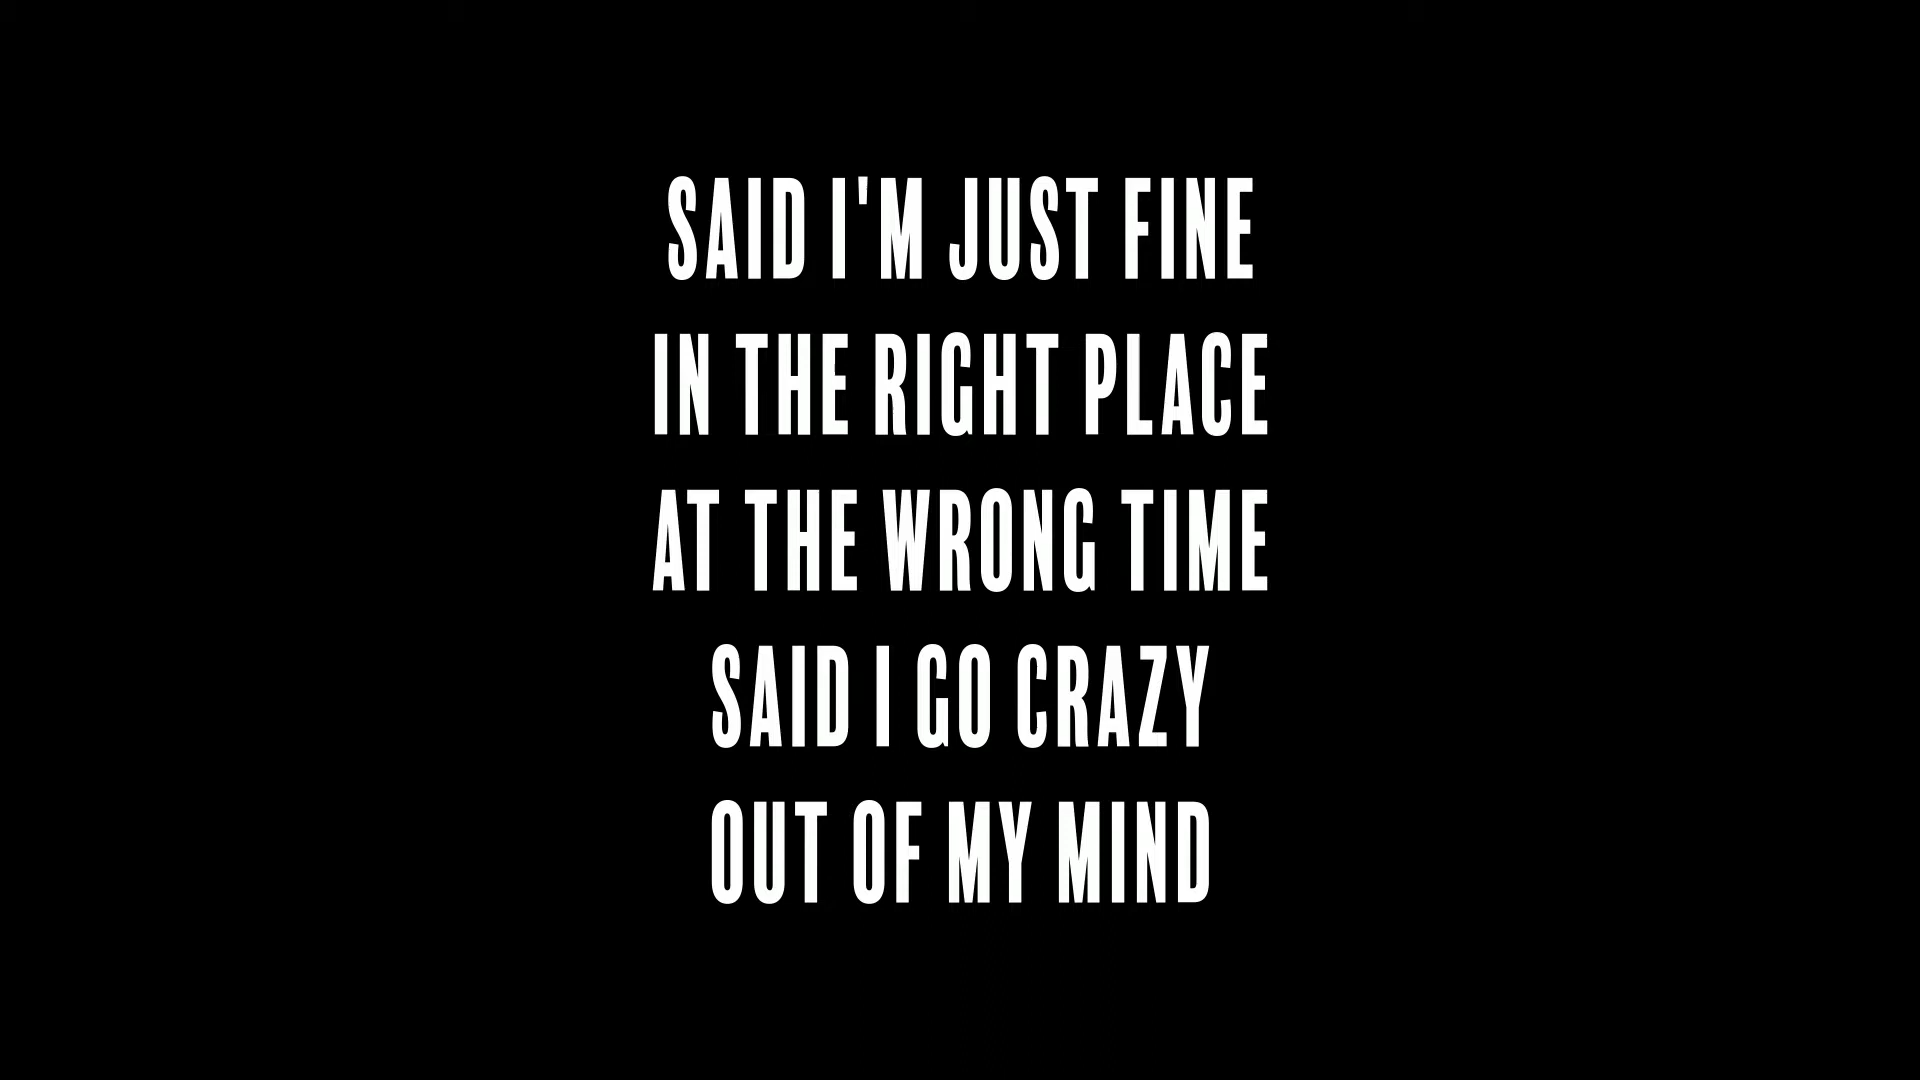 SAID I'M JUST FINE
IN THE RIGHT PLACE
AT THE WRONG TIME
SAID I GO CRAZY
OUT OF MY MIND